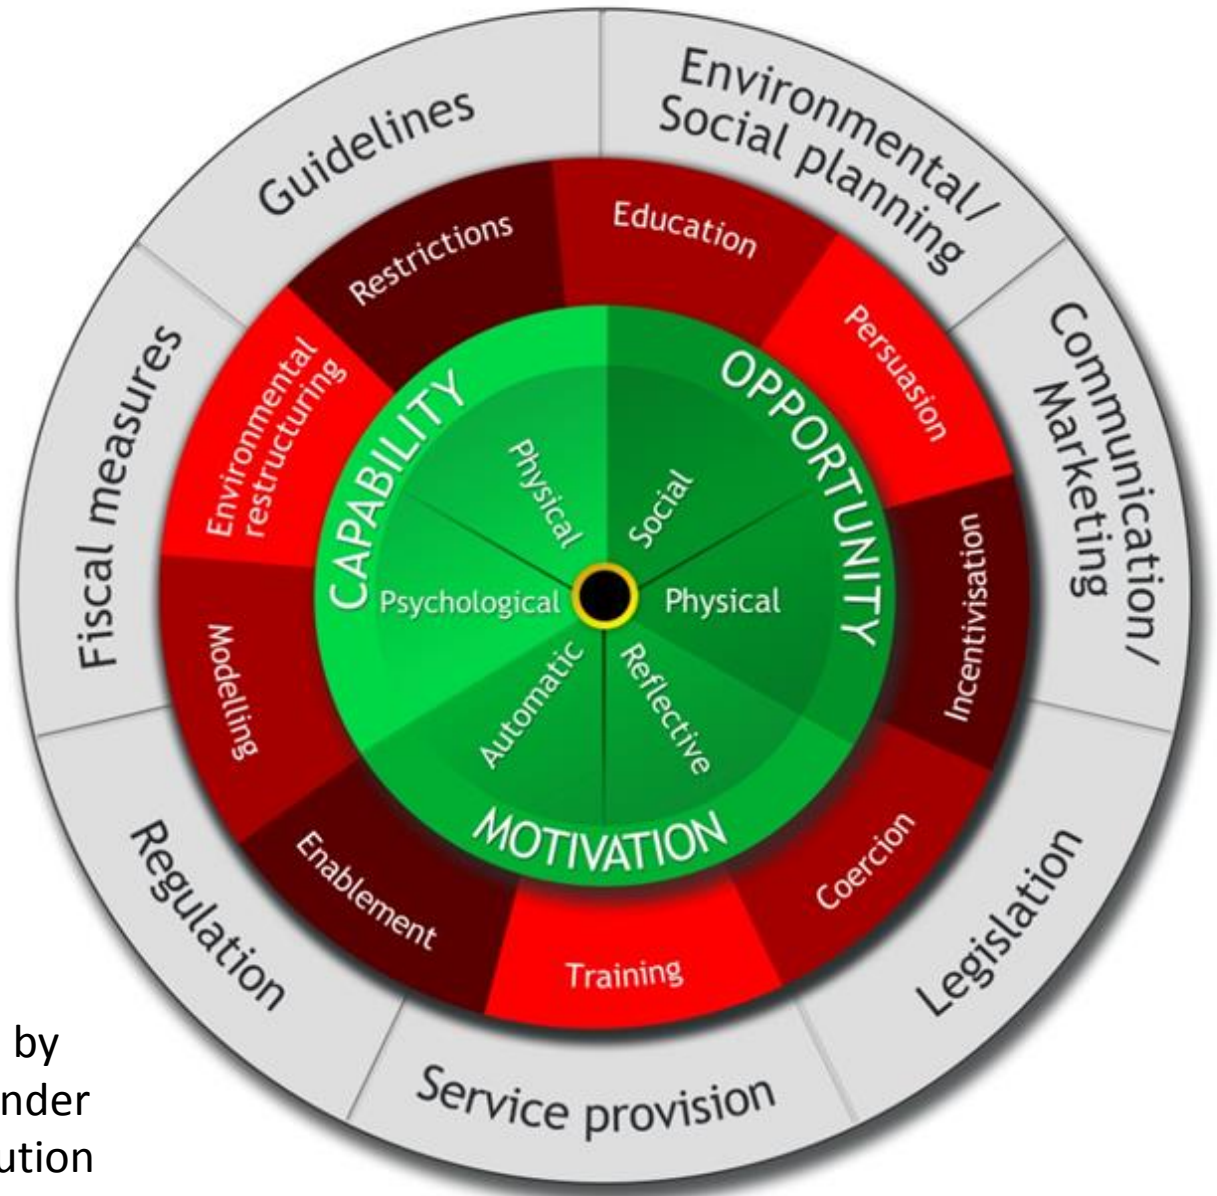 Guidelines
Environmental/
Social planning
Communication/
Marketing
Legislation
Service provision
Regulation
Fiscal measures
Restrictions
Education
Persuasion
Incentivisation
Coercion
Training
Enablement
Modelling
Environmental
restructuring
CAPABILITY
OPPORTUNITY
MOTIVATION
Physical
Social
Physical
Reflective
Automatic
Psychological
by
nder
ution